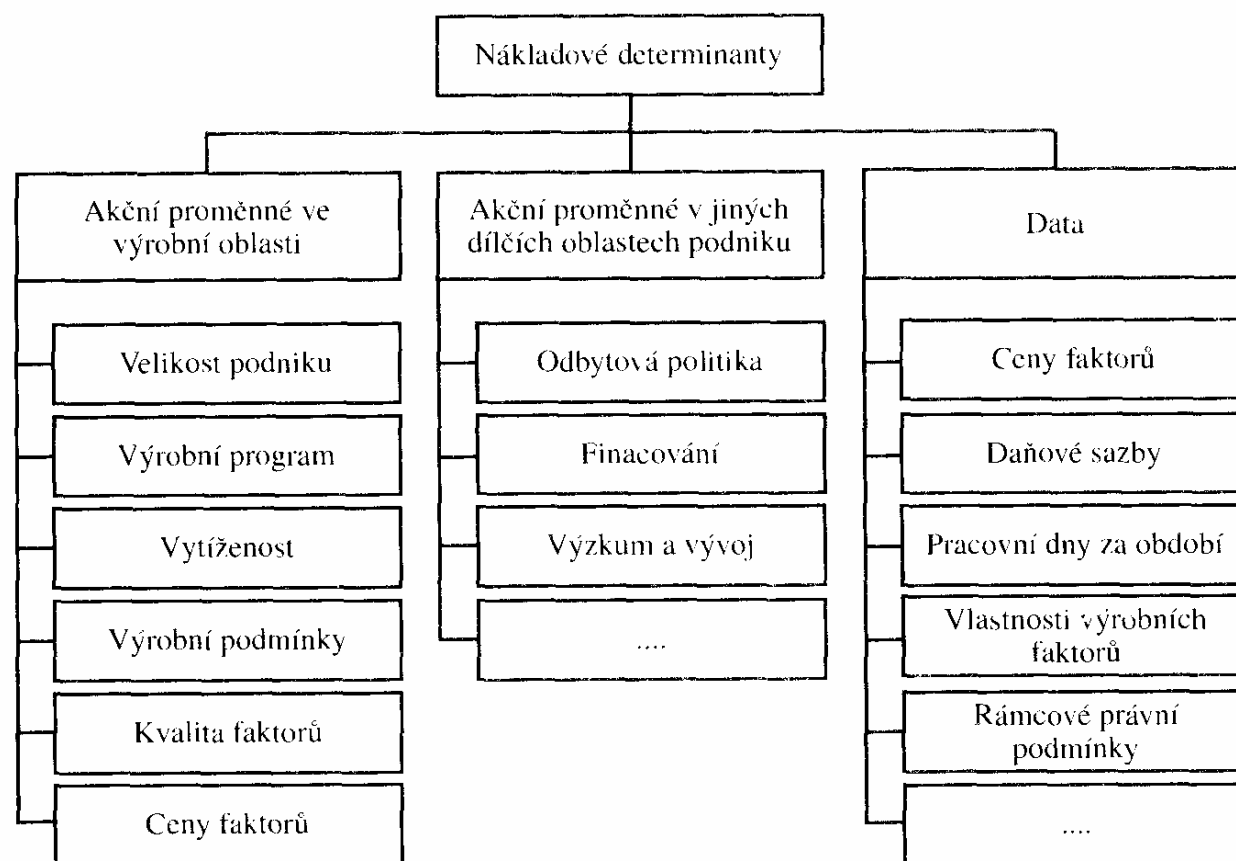 Nákladové determinanty
Akční proměnné ve
výrobní oblasti
Akční proměnné v jiných
dílčích oblastech podniku
Data
Velikost podniku
Výrobní program
Vytíženost
Výrobní podmínky
Kvalita faktorů
Ceny faktorů
Odbytová politika
Finacování
Výzkum a vývoj
....
Ceny faktorů
Daňové sazby
Pracovní dny za období
Vlastnosti výrobních
faktorů
Rámcové právní
podmínky
....